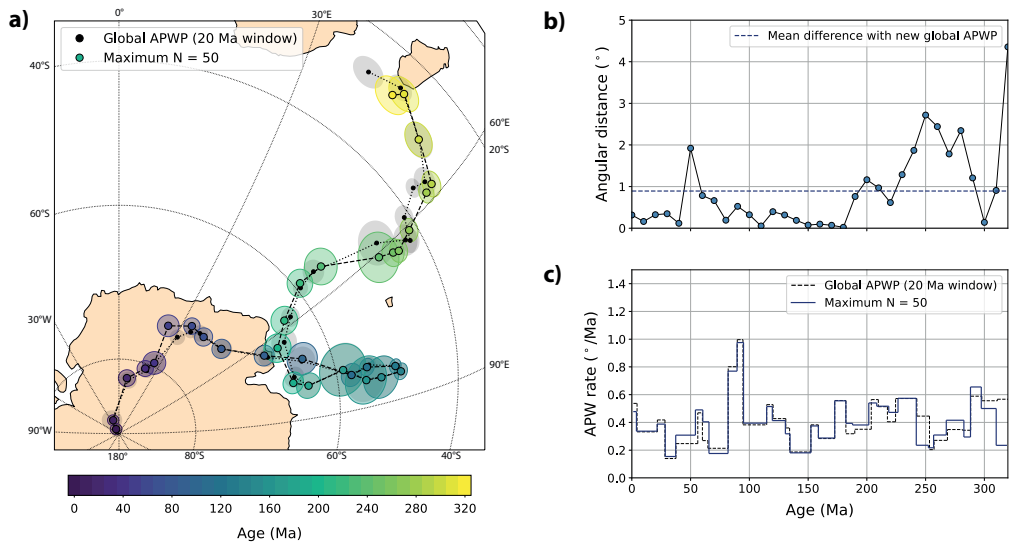 a)
0°
30°E
Global APWP (20 Ma window)
Maximum N = 50
40°S
60°E
20°S
60°S
30°W
90°E
90°W
180°
80°S
60°S
40°S
0 40 80 120 160 200 240 280 320
Age (Ma)
b)
5
4
3
2
1
0
Angular distance (°)
Mean difference with new global APWP
c)
1.4
1.2
1.0
0.8
0.6
0.4
0.2
0.0
APW rate (°/Ma)
Global APWP (20 Ma window)
Maximum N = 50
0 50 100 150 200 250 300
Age (Ma)